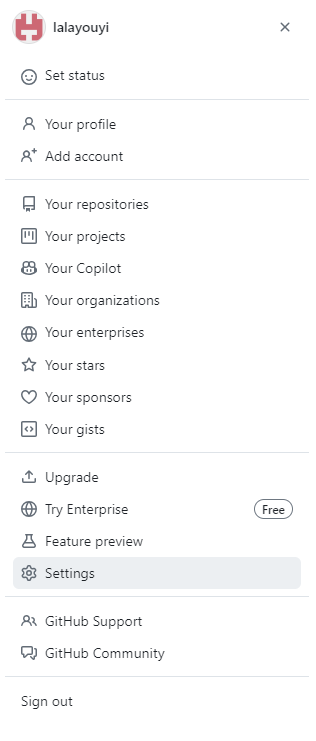 lalayouyi
Set status
Your profile
Add account
Your repositories
Your projects
Your Copilot
Your organizations
Your enterprises
Your stars
Your sponsors
Your gists
Upgrade
Try Enterprise Free
Feature preview
Settings
GitHub Support
GitHub Community
Sign out